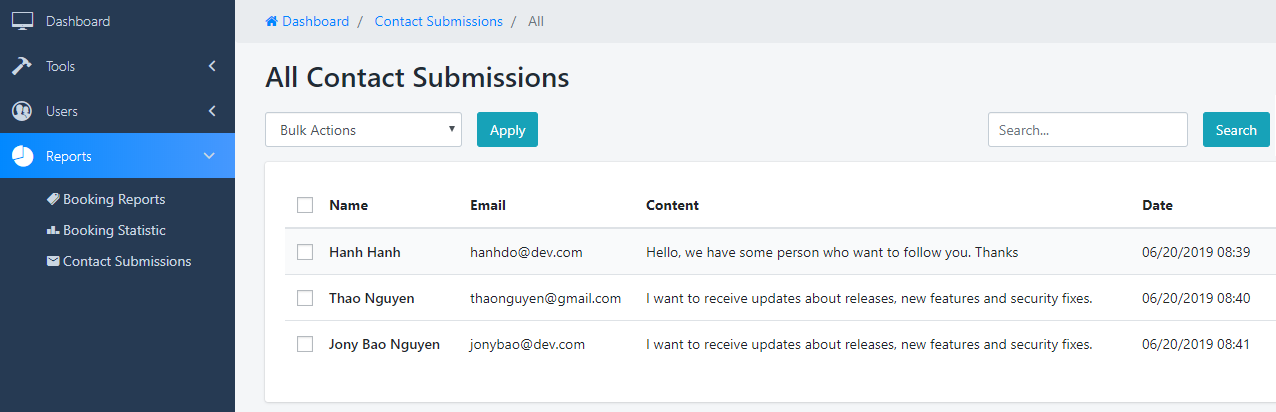 Dashboard
Tools
Users
Reports
Booking Reports
Booking Statistic
Contact Submissions
Dashboard / Contact Submissions / All
All Contact Submissions
Bulk Actions Apply Search... Search
Name Email Content Date
Hanh Hanh hanhdo@dev.com Hello, we have some person who want to follow you. Thanks 06/20/2019 08:39
Thao Nguyen thaonguyen@gmail.com I want to receive updates about releases, new features and security fixes. 06/20/2019 08:40
Jony Bao Nguyen jonybao@dev.com I want to receive updates about releases, new features and security fixes. 06/20/2019 08:41